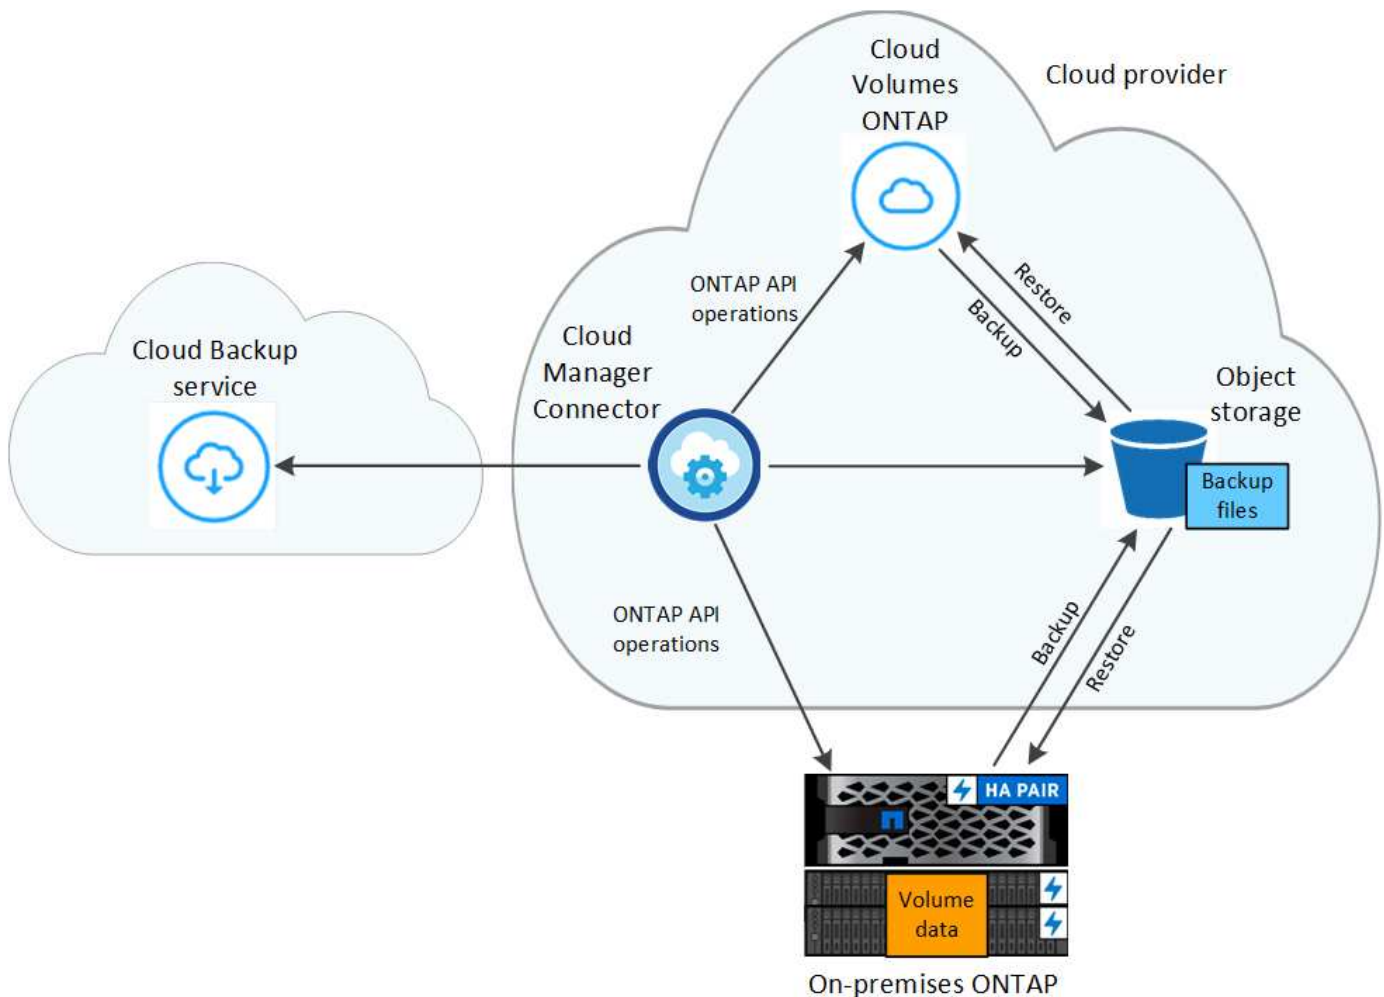 Cloud
Volumes
ONTAP
Cloud provider
ONTAP API
operations
Restore
Backup
Cloud
Manager
Connector
Cloud Backup
service
Object
storage
Backup
files
ONTAP API
operations
Backup
Restore
HA PAIR
Volume
data
On-premises ONTAP